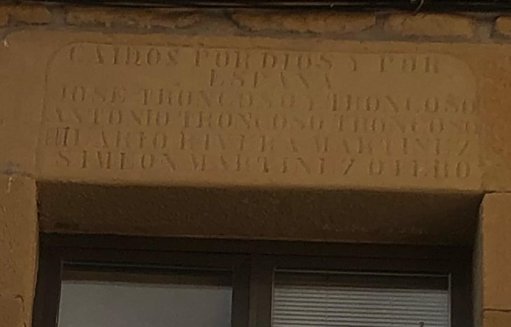 CAIDOS POR DIOS Y POR
ESPAÑA
JOSE TRONCOSO Y TRONCOSO
ANTONIO TRONCOSO TRONCOSO
HILARIO RIVERA MARTINEZ
SIMEON MARTINEZ OTERO